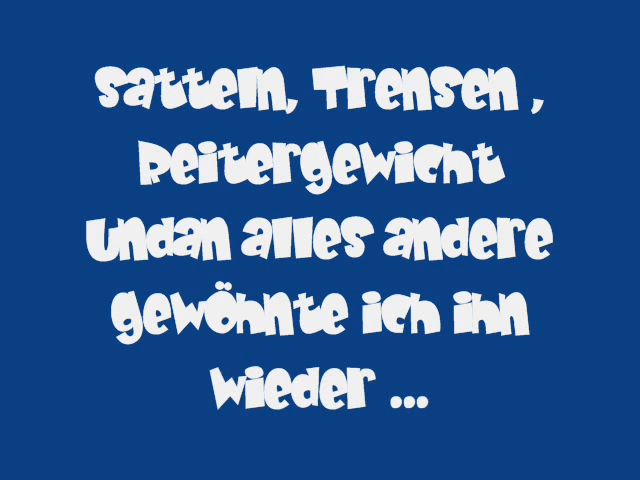 Satteln, Trensen ,
Reitergewicht
Undan alles andere
gewöhnte ich ihn
wieder ...